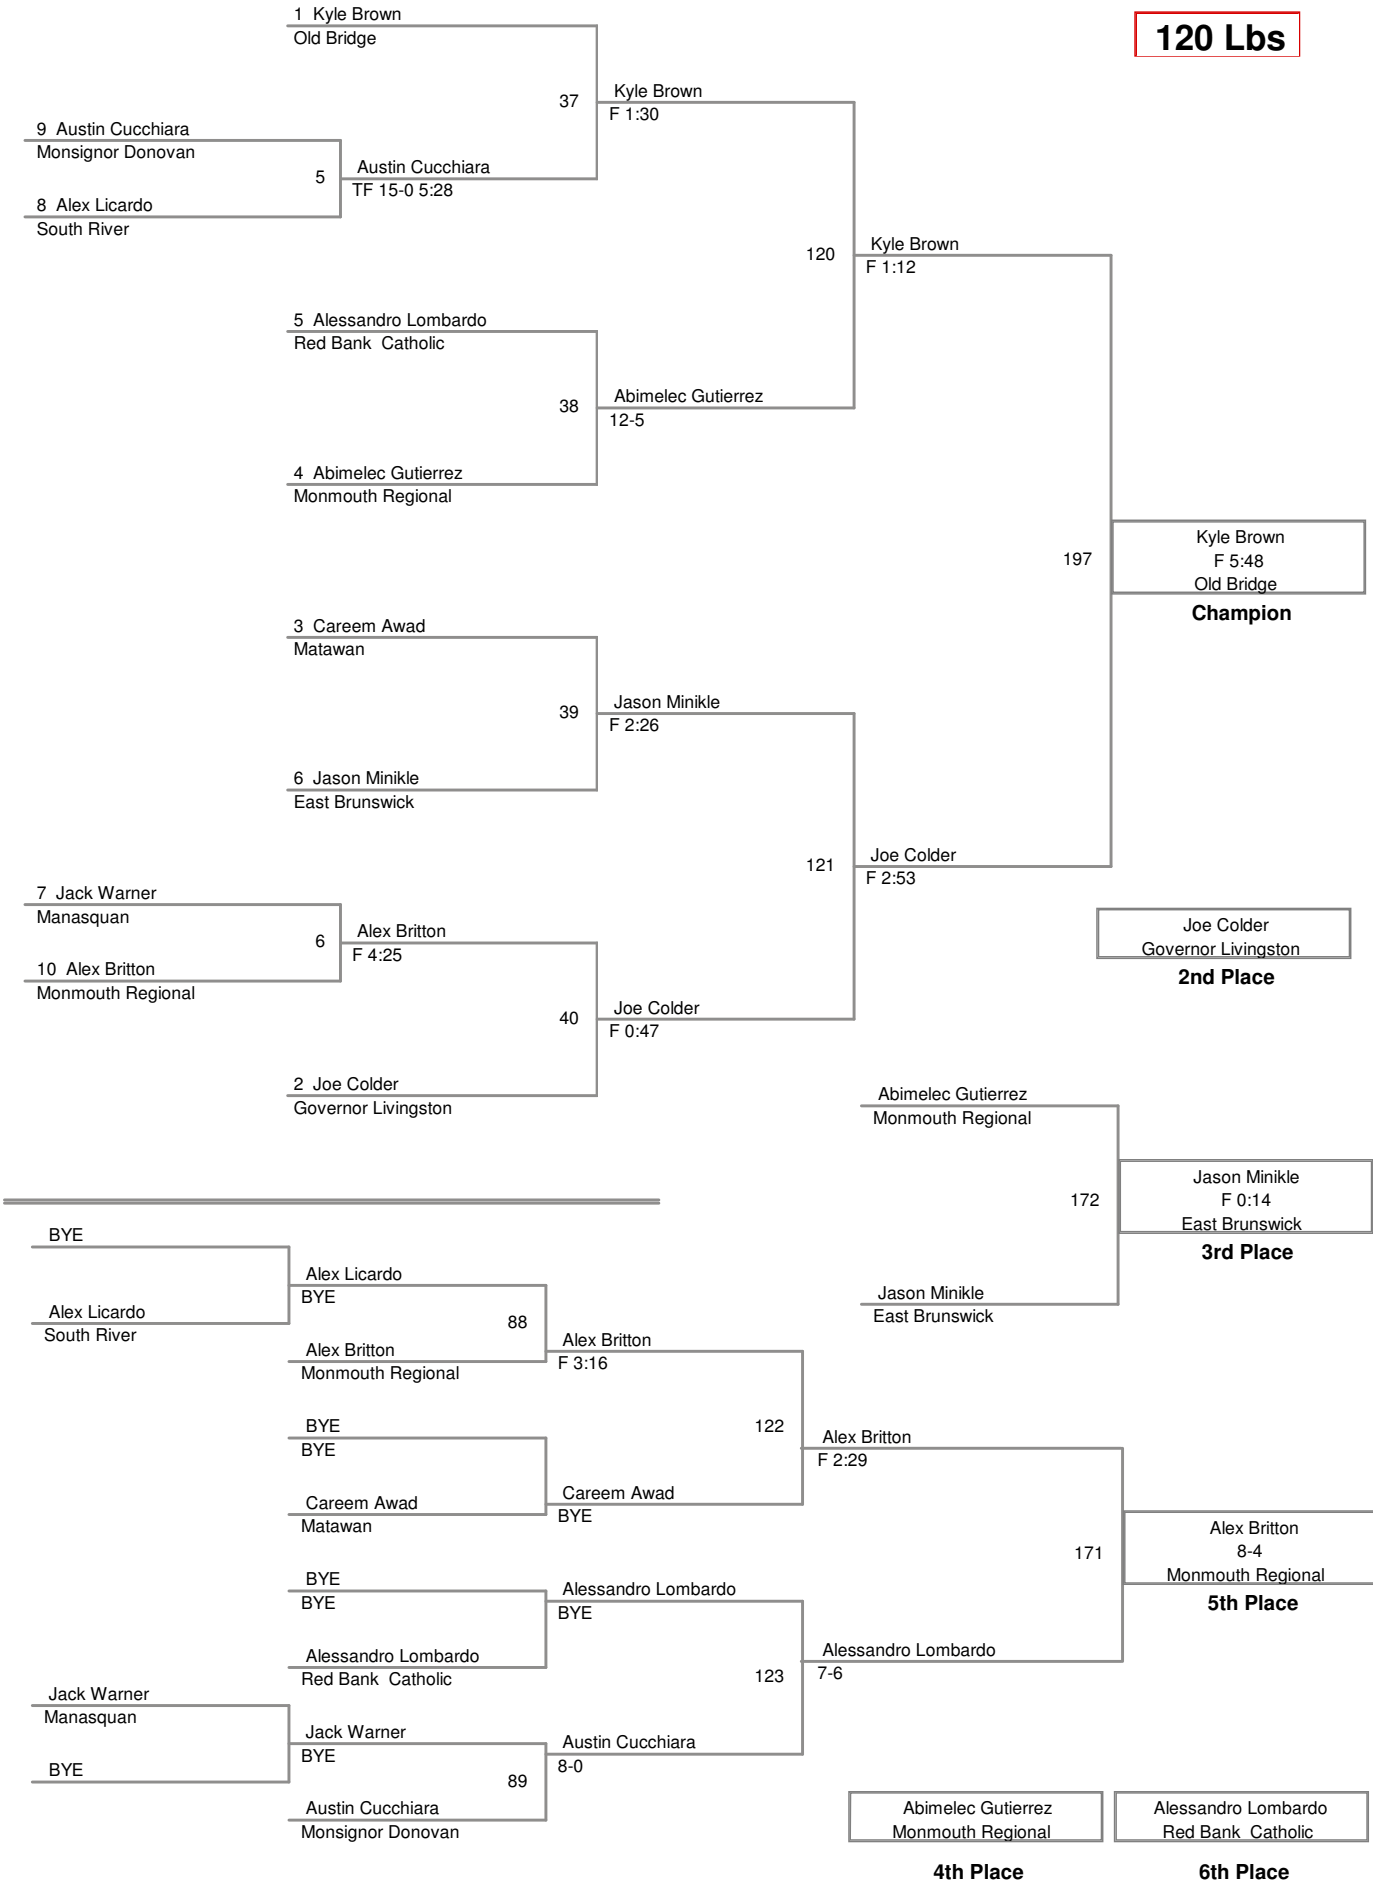 1 Kyle Brown
120 Lbs
Old Bridge
37
Kyle Brown
F 1:30
9 Austin Cucchiara
Monsignor Donovan
5
Austin Cucchiara
TF 15-0 5:28
8 Alex Licardo
South River
120
Kyle Brown
F 1:12
5 Alessandro Lombardo
Red Bank Catholic
38
Abimelec Gutierrez
12-5
4 Abimelec Gutierrez
Monmouth Regional
197
Kyle Brown
F 5:48
Old Bridge
Champion
3 Careem Awad
Matawan
39
Jason Minikle
F 2:26
6 Jason Minikle
East Brunswick
121
Joe Colder
F 2:53
7 Jack Warner
Manasquan
6
Alex Britton
F 4:25
10 Alex Britton
Monmouth Regional
Joe Colder
Governor Livingston
2nd Place
40
Joe Colder
F 0:47
2 Joe Colder
Governor Livingston
Abimelec Gutierrez
Monmouth Regional
172
Jason Minikle
F 0:14
East Brunswick
3rd Place
Jason Minikle
East Brunswick
BYE
Alex Licardo
BYE
Alex Licardo
South River
88
Alex Britton
F 3:16
Alex Britton
Monmouth Regional
BYE
BYE
122
Alex Britton
F 2:29
Careem Awad
Matawan
Careem Awad
BYE
171
Alex Britton
8-4
Monmouth Regional
5th Place
BYE
BYE
Alessandro Lombardo
BYE
Alessandro Lombardo
Red Bank Catholic
123
Alessandro Lombardo
7-6
Jack Warner
Manasquan
Jack Warner
BYE
BYE
89
Austin Cucchiara
8-0
Austin Cucchiara
Monsignor Donovan
Abimelec Gutierrez
Monmouth Regional
4th Place
Alessandro Lombardo
Red Bank Catholic
6th Place